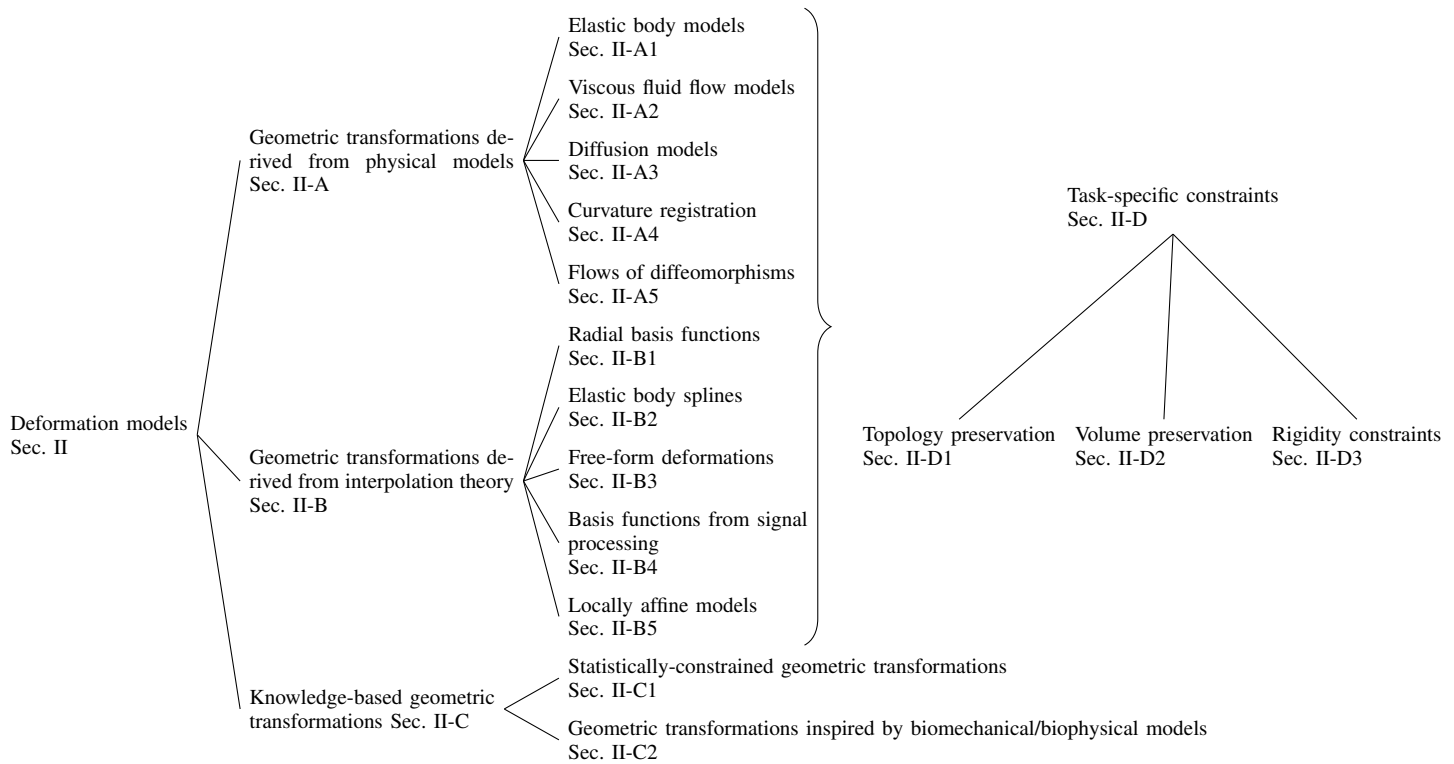 Deformation models
Sec. II
Geometric transformations de-
rived from physical models
Sec. II-A
Elastic body models
Sec. II-A1
Viscous fluid flow models
Sec. II-A2
Diffusion models
Sec. II-A3
Curvature registration
Sec. II-A4
Flows of diffeomorphisms
Sec. II-A5
Geometric transformations de-
rived from interpolation theory
Sec. II-B
Radial basis functions
Sec. II-B1
Elastic body splines
Sec. II-B2
Free-form deformations
Sec. II-B3
Basis functions from signal
processing
Sec. II-B4
Locally affine models
Sec. II-B5
Knowledge-based geometric
transformations Sec. II-C
Statistically-constrained geometric transformations
Sec. II-C1
Geometric transformations inspired by biomechanical/biophysical models
Sec. II-C2
Task-specific constraints
Sec. II-D
Topology preservation
Sec. II-D1
Volume preservation
Sec. II-D2
Rigidity constraints
Sec. II-D3